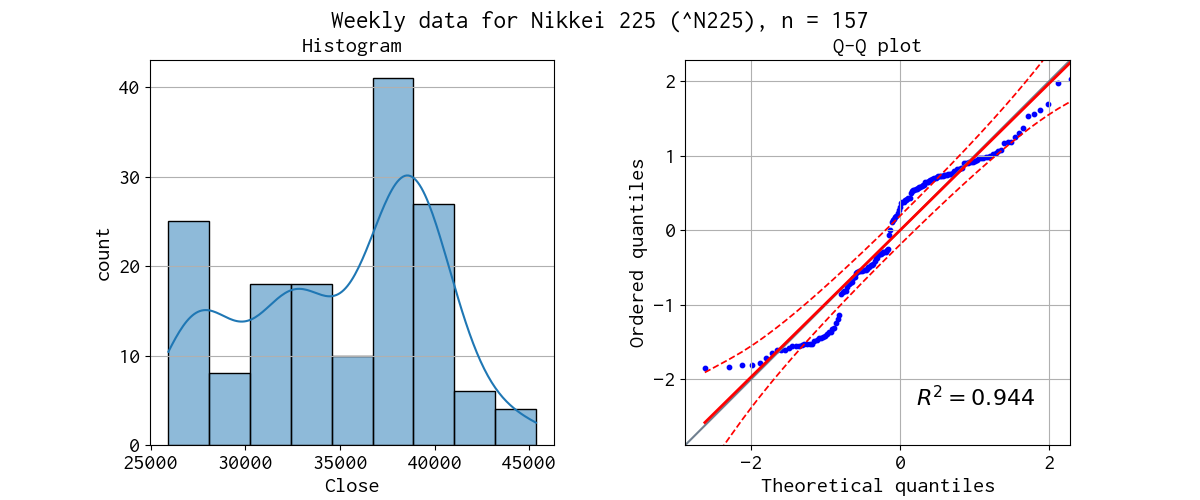 Weekly data for Nikkei 225 (^N225), n = 157
Histogram
count
40
30
20
10
0
25000 30000 35000 40000 45000
Close
Q-Q plot
Ordered quantiles
2
1
0
−1
−2
R² = 0.944
−2 0 2
Theoretical quantiles